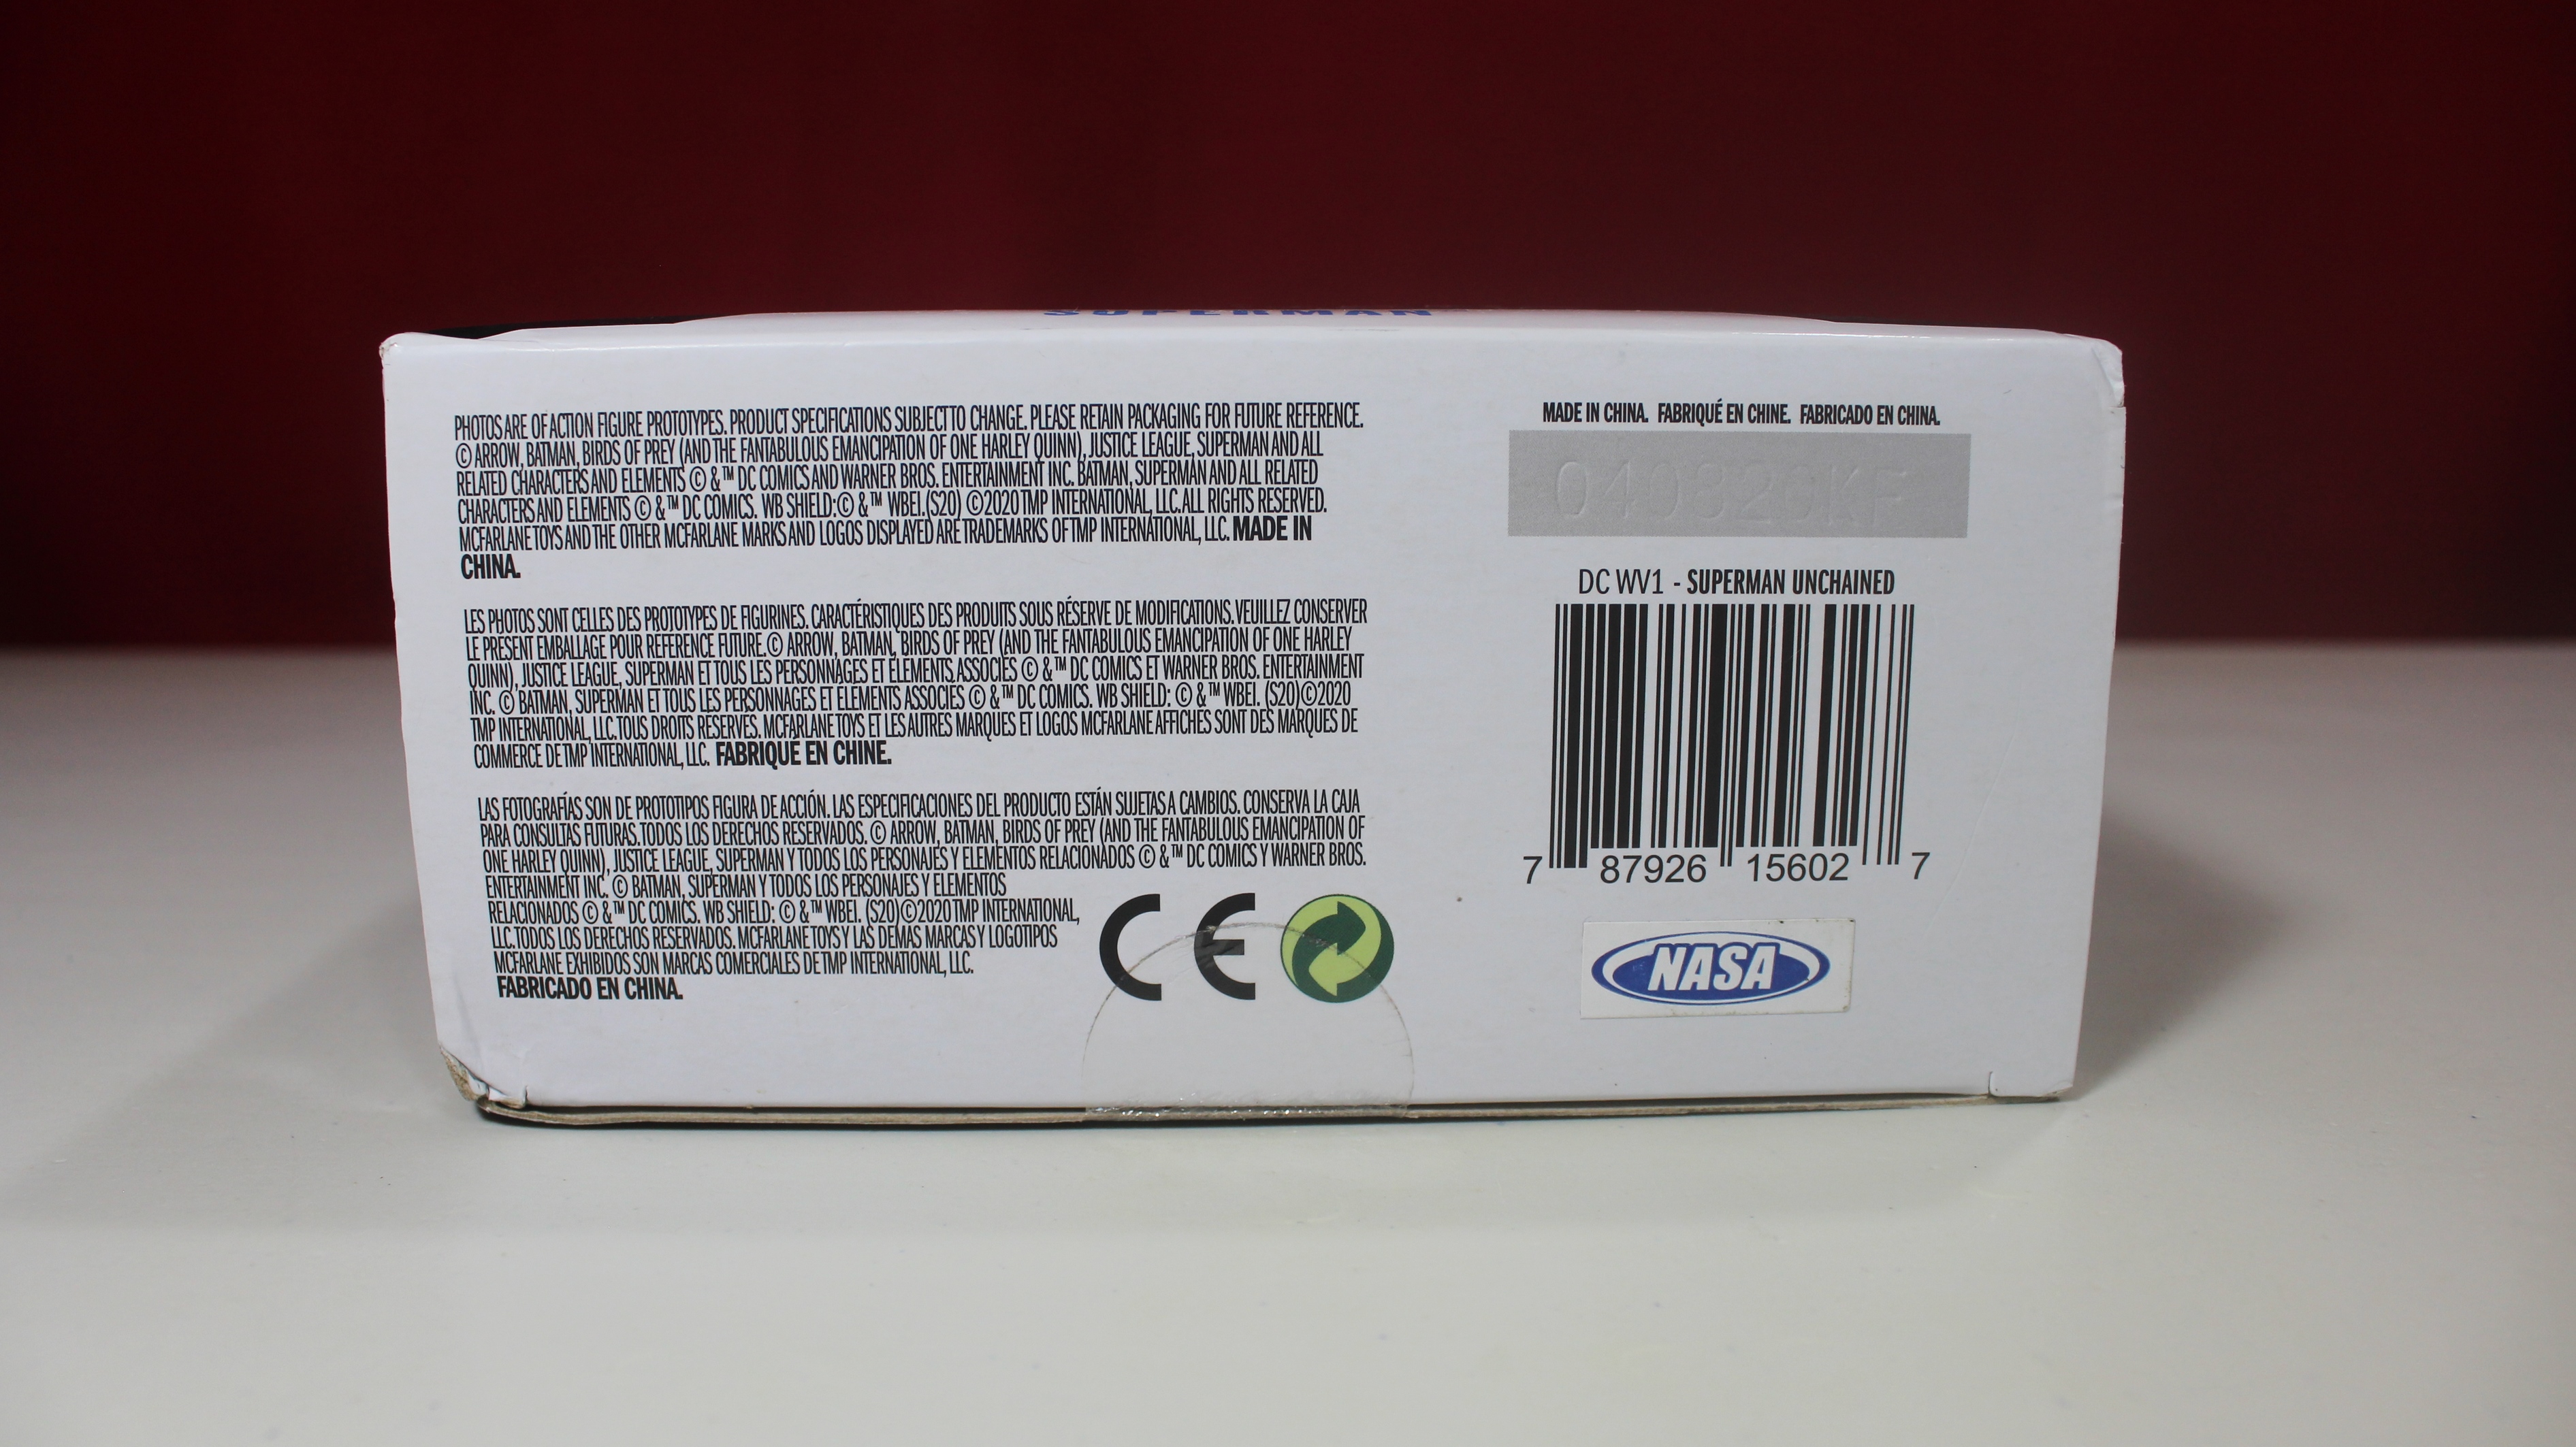 SUPERMAN
PHOTOS ARE OF ACTION FIGURE PROTOTYPES. PRODUCT SPECIFICATIONS SUBJECT TO CHANGE. PLEASE RETAIN PACKAGING FOR FUTURE REFERENCE.
© ARROW, BATMAN, BIRDS OF PREY (AND THE FANTABULOUS EMANCIPATION OF ONE HARLEY QUINN), JUSTICE LEAGUE, SUPERMAN AND ALL
RELATED CHARACTERS AND ELEMENTS © & ™ DC COMICS AND WARNER BROS. ENTERTAINMENT INC. BATMAN, SUPERMAN AND ALL RELATED
CHARACTERS AND ELEMENTS © & ™ DC COMICS. WB SHIELD: © & ™ WBEI. (S20) ©2020 TMP INTERNATIONAL, LLC. ALL RIGHTS RESERVED.
MCFARLANE TOYS AND THE OTHER MCFARLANE MARKS AND LOGOS DISPLAYED ARE TRADEMARKS OF TMP INTERNATIONAL, LLC. MADE IN
CHINA.
LES PHOTOS SONT CELLES DES PROTOTYPES DE FIGURINES. CARACTÉRISTIQUES DES PRODUITS SOUS RÉSERVE DE MODIFICATIONS. VEUILLEZ CONSERVER
LE PRÉSENT EMBALLAGE POUR REFERENCE FUTURE. © ARROW, BATMAN, BIRDS OF PREY (AND THE FANTABULOUS EMANCIPATION OF ONE HARLEY
QUINN), JUSTICE LEAGUE, SUPERMAN ET TOUS LES PERSONNAGES ET ÉLEMENTS ASSOCIÉS © & ™ DC COMICS ET WARNER BROS. ENTERTAINMENT
INC. © BATMAN, SUPERMAN ET TOUS LES PERSONNAGES ET ELEMENTS ASSOCIES © & ™ DC COMICS. WB SHIELD: © & ™ WBEI. (S20) ©2020
TMP INTERNATIONAL, LLC. TOUS DROITS RESERVES. MCFARLANE TOYS ET LES AUTRES MARQUES ET LOGOS MCFARLANE AFFICHES SONT DES MARQUES DE
COMMERCE DE TMP INTERNATIONAL, LLC. FABRIQUÉ EN CHINE.
LAS FOTOGRAFÍAS SON DE PROTOTIPOS FIGURA DE ACCIÓN. LAS ESPECIFICACIONES DEL PRODUCTO ESTÁN SUJETAS A CAMBIOS. CONSERVA LA CAJA
PARA CONSULTAS FUTURAS. TODOS LOS DERECHOS RESERVADOS. © ARROW, BATMAN, BIRDS OF PREY (AND THE FANTABULOUS EMANCIPATION OF
ONE HARLEY QUINN), JUSTICE LEAGUE, SUPERMAN Y TODOS LOS PERSONAJES Y ELEMENTOS RELACIONADOS © & ™ DC COMICS Y WARNER BROS.
ENTERTAINMENT INC. © BATMAN, SUPERMAN Y TODOS LOS PERSONAJES Y ELEMENTOS
RELACIONADOS © & ™ DC COMICS. WB SHIELD: © & ™ WBEI. (S20) ©2020 TMP INTERNATIONAL,
LLC. TODOS LOS DERECHOS RESERVADOS. MCFARLANE TOYS Y LAS DEMAS MARCAS Y LOGOTIPOS
MCFARLANE EXHIBIDOS SON MARCAS COMERCIALES DE TMP INTERNATIONAL, LLC.
FABRICADO EN CHINA.
CE
MADE IN CHINA. FABRIQUÉ EN CHINE. FABRICADO EN CHINA.
040820KF
DC WV1 - SUPERMAN UNCHAINED
7 87926 15602 7
NASA